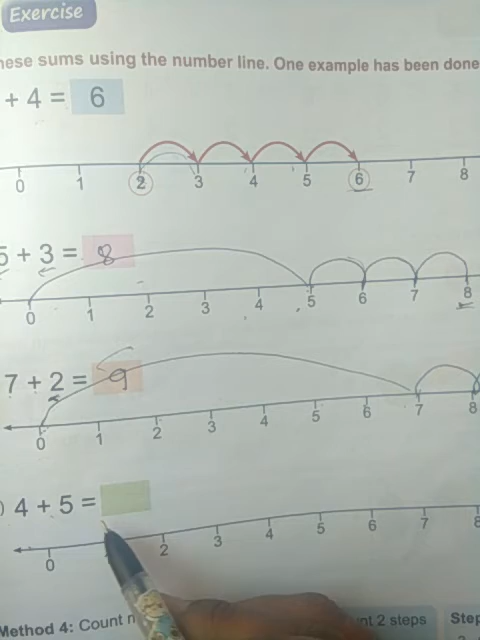 Exercise
these sums using the number line. One example has been done
+ 4 = 6
0 1 2 3 4 5 6 7 8
5 + 3 = 8
0 1 2 3 4 5 6 7 8
7 + 2 = 9
0 1 2 3 4 5 6 7 8
) 4 + 5 =
0 2 3 4 5 6 7 8
Method 4: Count
2 steps
Step